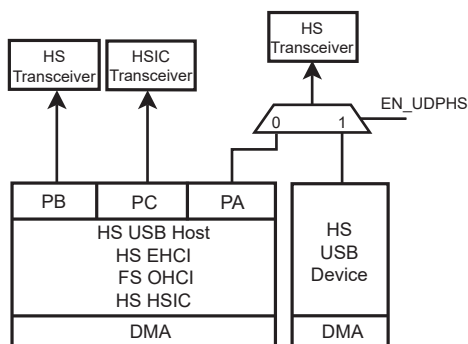 HS
Transceiver
HSIC
Transceiver
HS
Transceiver
EN_UDPHS
0 1
PB PC PA
HS USB Host
HS EHCI
FS OHCI
HS HSIC
DMA
HS
USB
Device
DMA